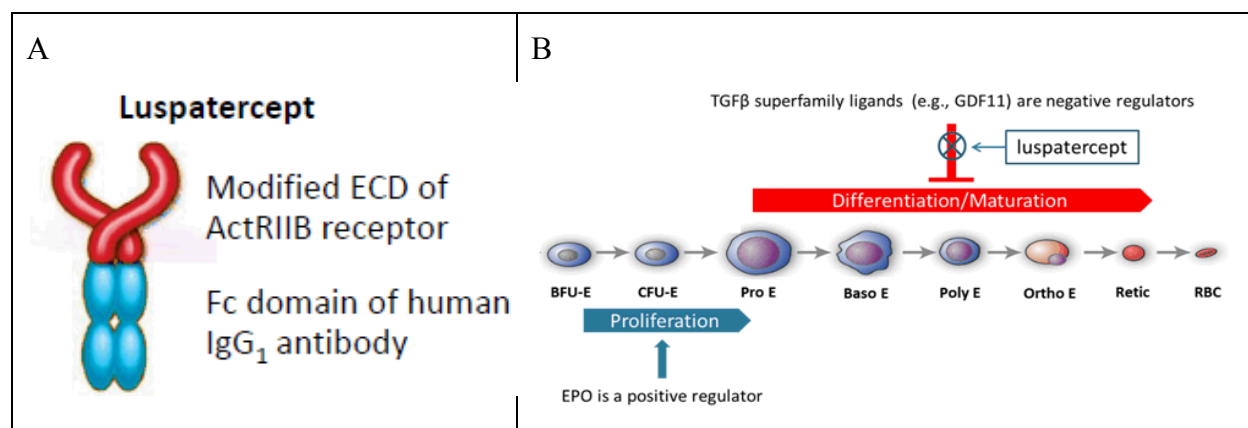 A
Luspatercept
Modified ECD of
ActRIIB receptor
Fc domain of human
IgG₁ antibody
B
TGFβ superfamily ligands (e.g., GDF11) are negative regulators
luspatercept
Differentiation/Maturation
BFU-E CFU-E Pro E Baso E Poly E Ortho E Retic RBC
Proliferation
EPO is a positive regulator